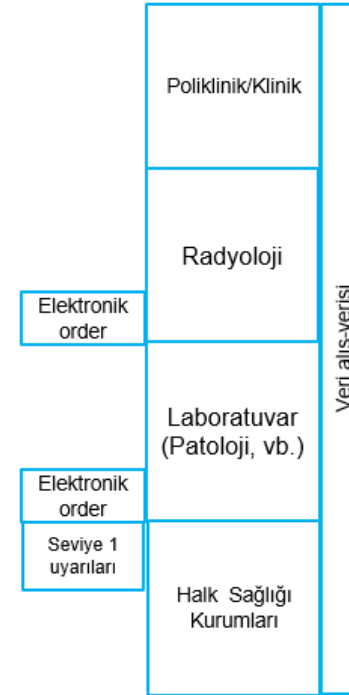 Poliklinik/Klinik
Radyoloji
Elektronik
order
Laboratuvar
(Patoloji, vb.)
Elektronik
order
Seviye 1
uyarıları
Halk Sağlığı
Kurumları
Veri alış-verişi